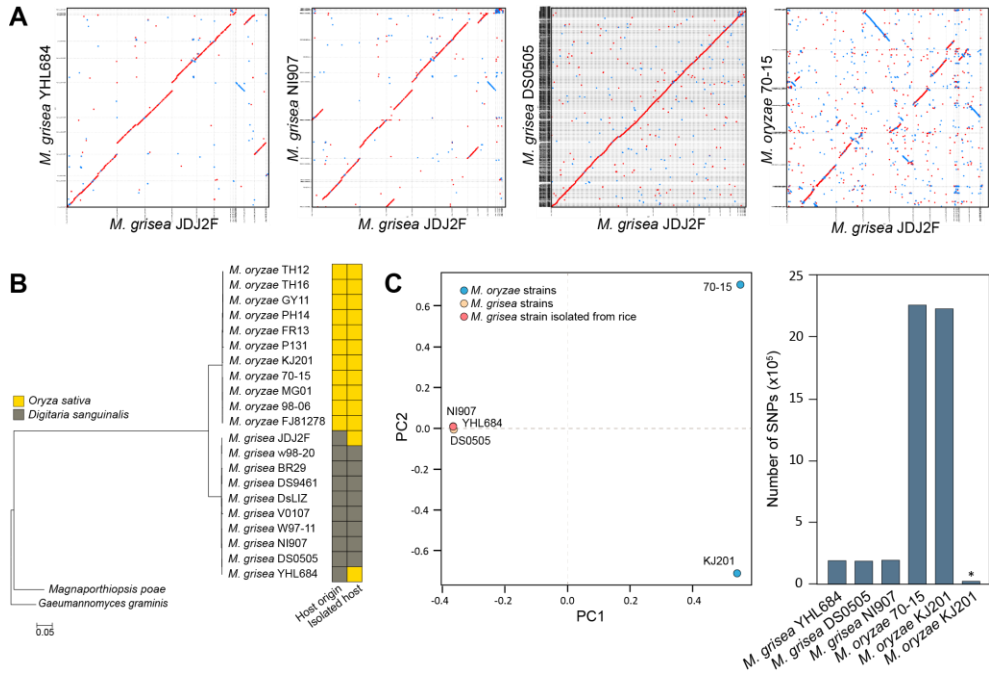 A
M. grisea YHL684
M. grisea JDJ2F
M. grisea NI907
M. grisea JDJ2F
M. grisea DS0505
M. grisea JDJ2F
M. oryzae 70-15
M. grisea JDJ2F
B
Oryza sativa
Digitaria sanguinalis
M. oryzae TH12
M. oryzae TH16
M. oryzae GY11
M. oryzae PH14
M. oryzae FR13
M. oryzae P131
M. oryzae KJ201
M. oryzae 70-15
M. oryzae MG01
M. oryzae 98-06
M. oryzae FJ81278
M. grisea JDJ2F
M. grisea w98-20
M. grisea BR29
M. grisea DS9461
M. grisea DsLIZ
M. grisea V0107
M. grisea W97-11
M. grisea NI907
M. grisea DS0505
M. grisea YHL684
Magnaporthiopsis poae
Gaeumannomyces graminis
0.05
Host origin
Isolated host
C
M. oryzae strains
M. grisea strains
M. grisea strain isolated from rice
70-15
NI907
YHL684
DS0505
KJ201
PC2
0.6
0.4
0.2
0.0
-0.2
-0.4
-0.6
-0.4
-0.2
0.0
0.2
0.4
PC1
Number of SNPs (x10⁵)
25
20
15
10
5
0
*
M. grisea YHL684
M. grisea DS0505
M. grisea NI907
M. oryzae 70-15
M. oryzae KJ201
M. oryzae KJ201